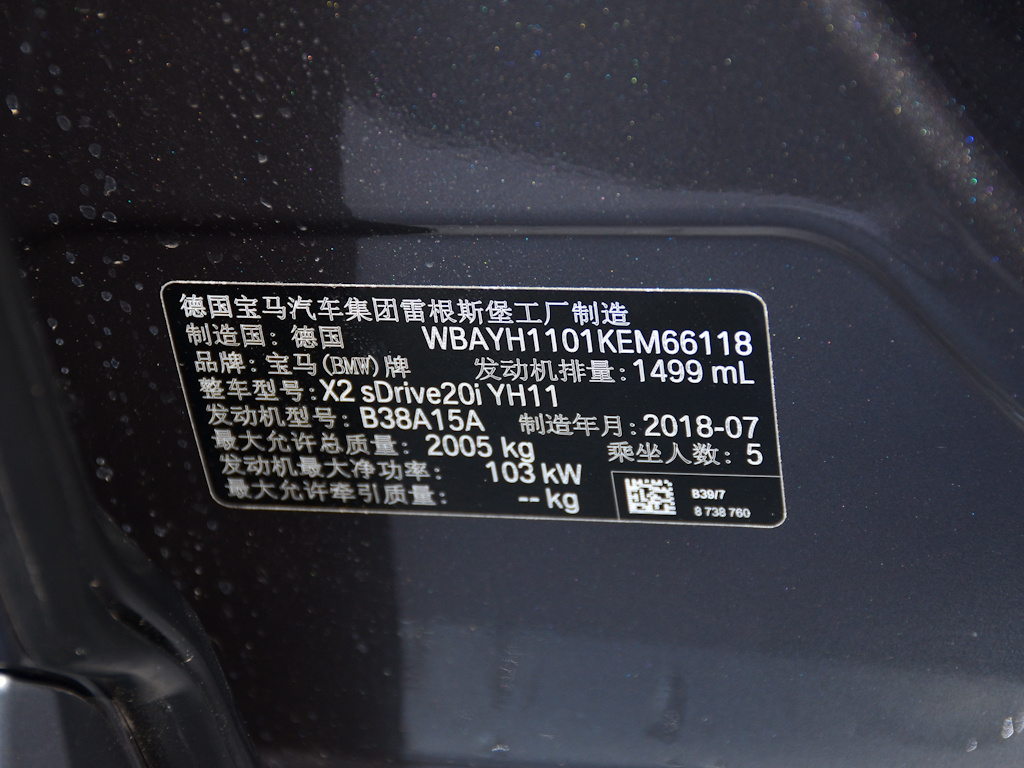 德国宝马汽车集团雷根斯堡工厂制造
制造国：德国 WBAYH1101KEM66118
品牌：宝马(BMW)牌 发动机排量：1499 mL
整车型号：X2 sDrive20i YH11
发动机型号：B38A15A 制造年月：2018-07
最大允许总质量：2005 kg 乘坐人数：5
发动机最大净功率：103 kW
最大允许牵引质量：-- kg
B39/7
8 738 760